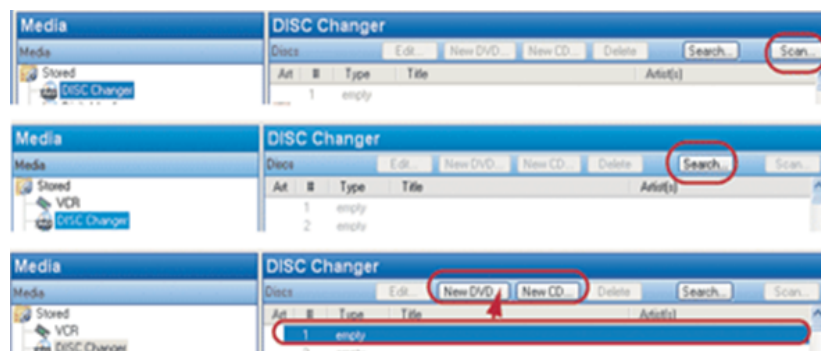 Media DISC Changer
Media Discs Edit... New DVD... New CD... Delete Search... Scan...
Stored Art # Type Title Artist(s)
DISC Changer 1 empty
Media DISC Changer
Media Discs Edit... New DVD... New CD... Delete Search... Scan...
Stored Art # Type Title Artist(s)
VCR 1 empty
DISC Changer 2 empty
Media DISC Changer
Media Discs Edit... New DVD... New CD... Delete Search... Scan...
Stored Art # Type Title Artist(s)
VCR 1 empty
DISC Changer